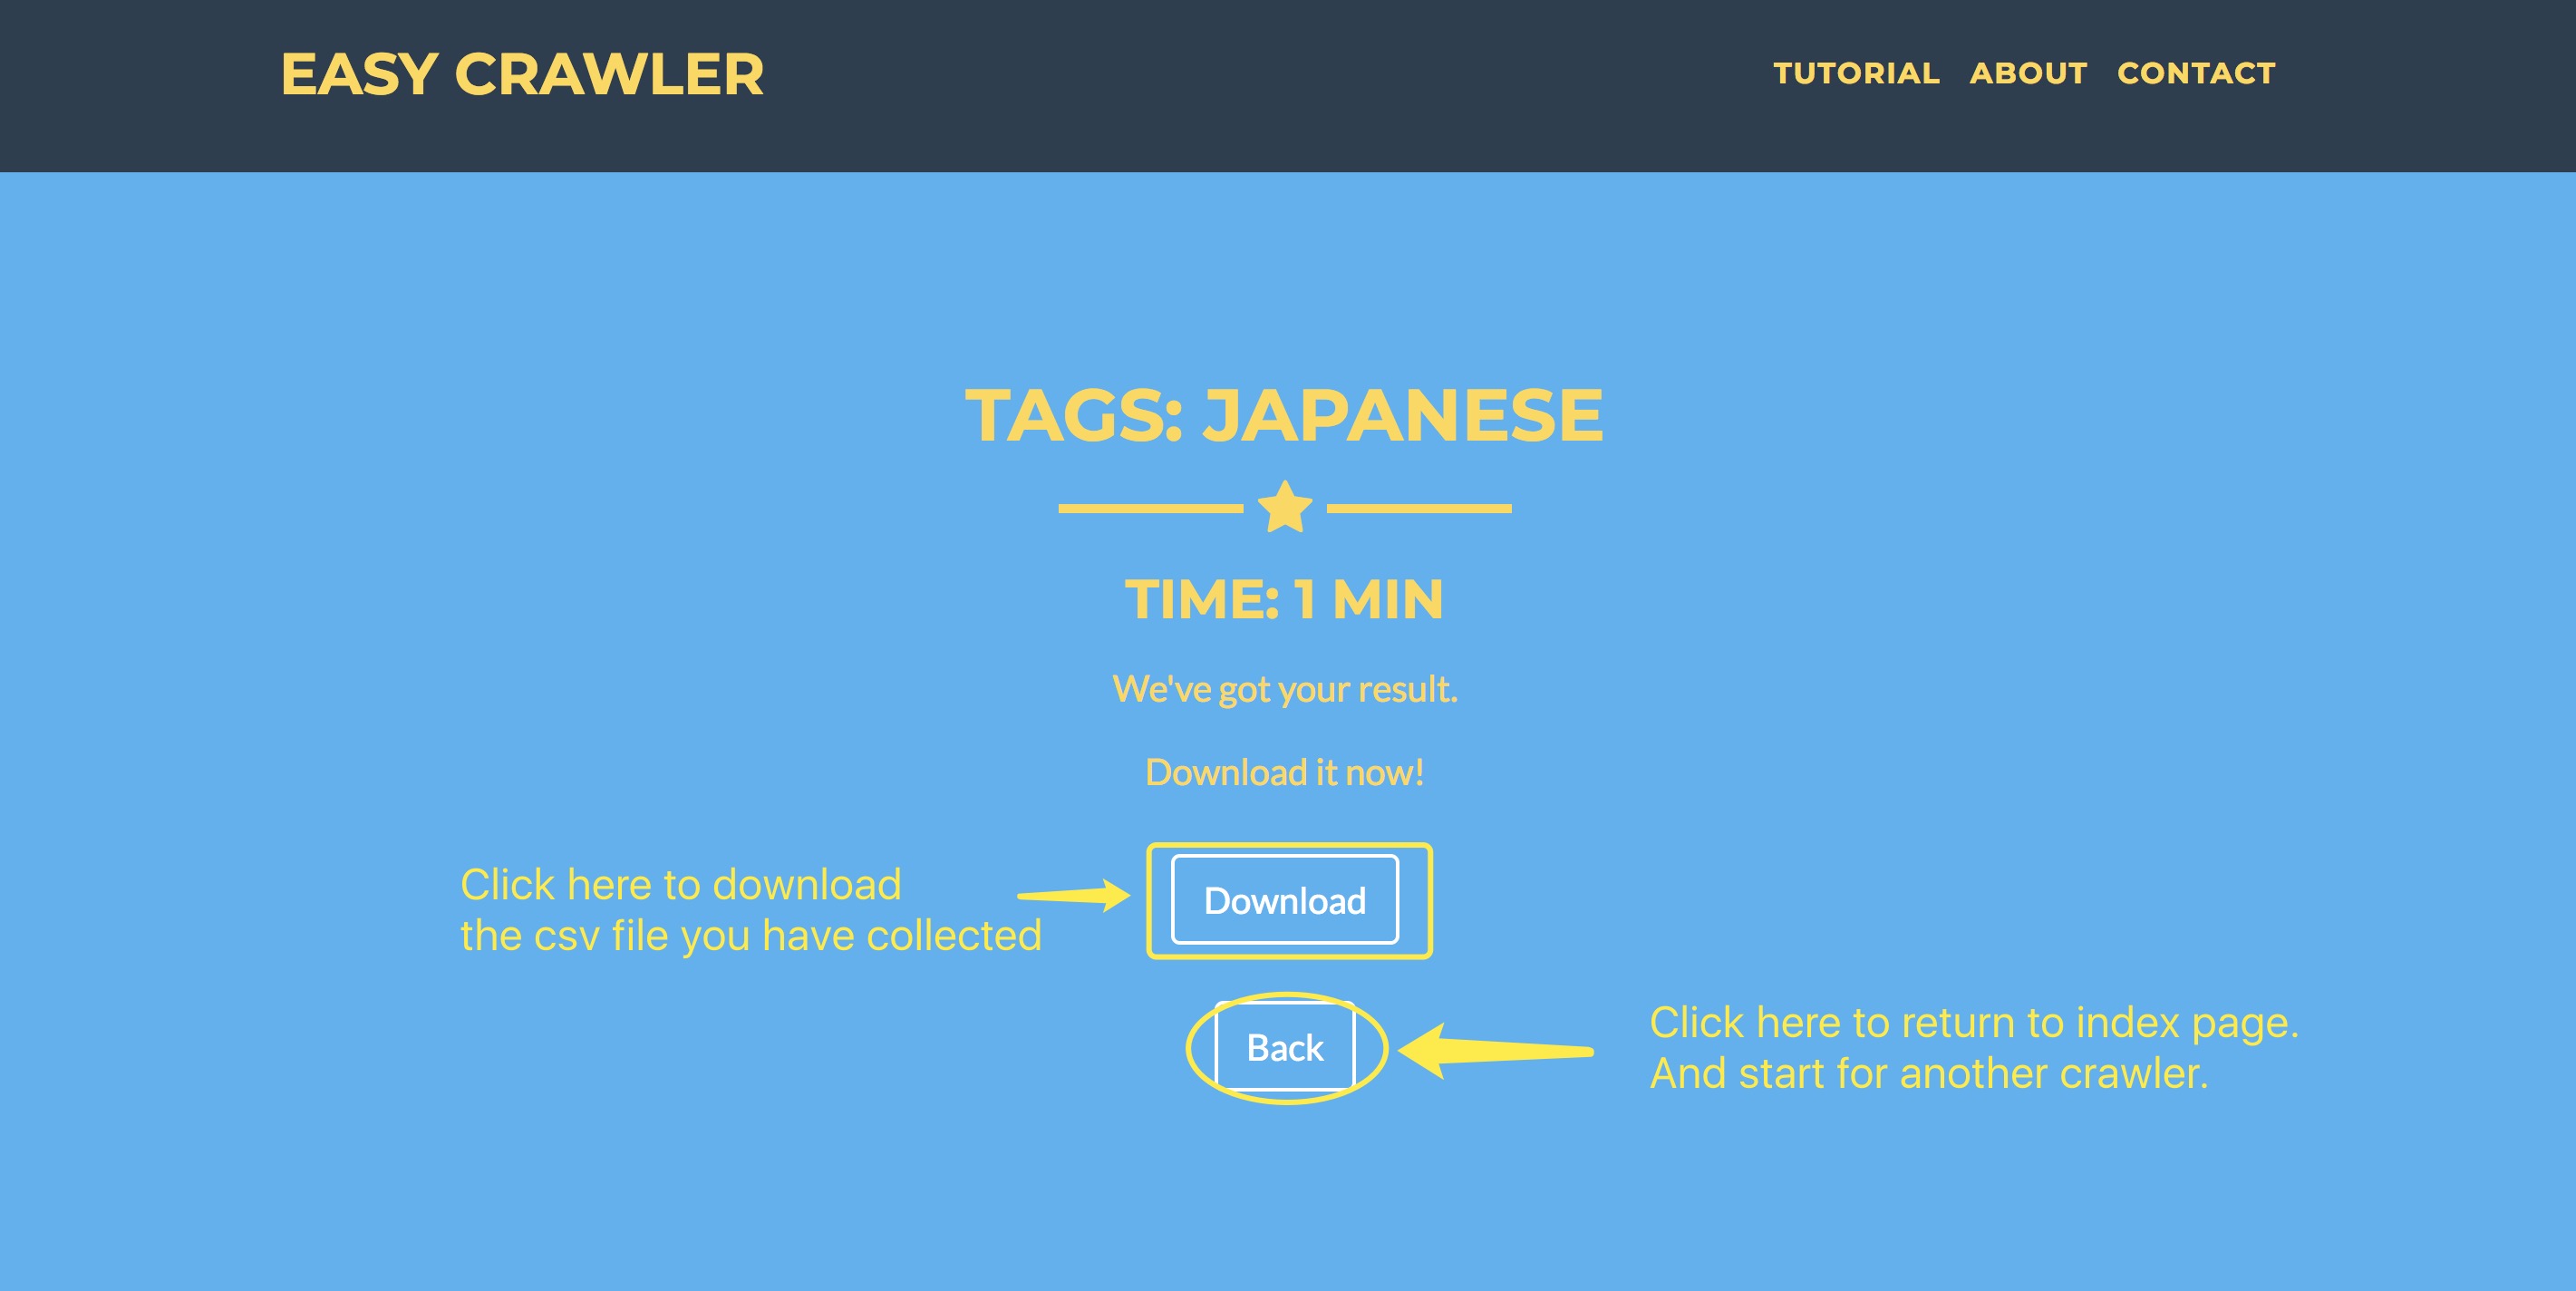 EASY CRAWLER
TUTORIAL ABOUT CONTACT
TAGS: JAPANESE
TIME: 1 MIN
We've got your result.
Download it now!
Click here to download
the csv file you have collected
Download
Back
Click here to return to index page.
And start for another crawler.